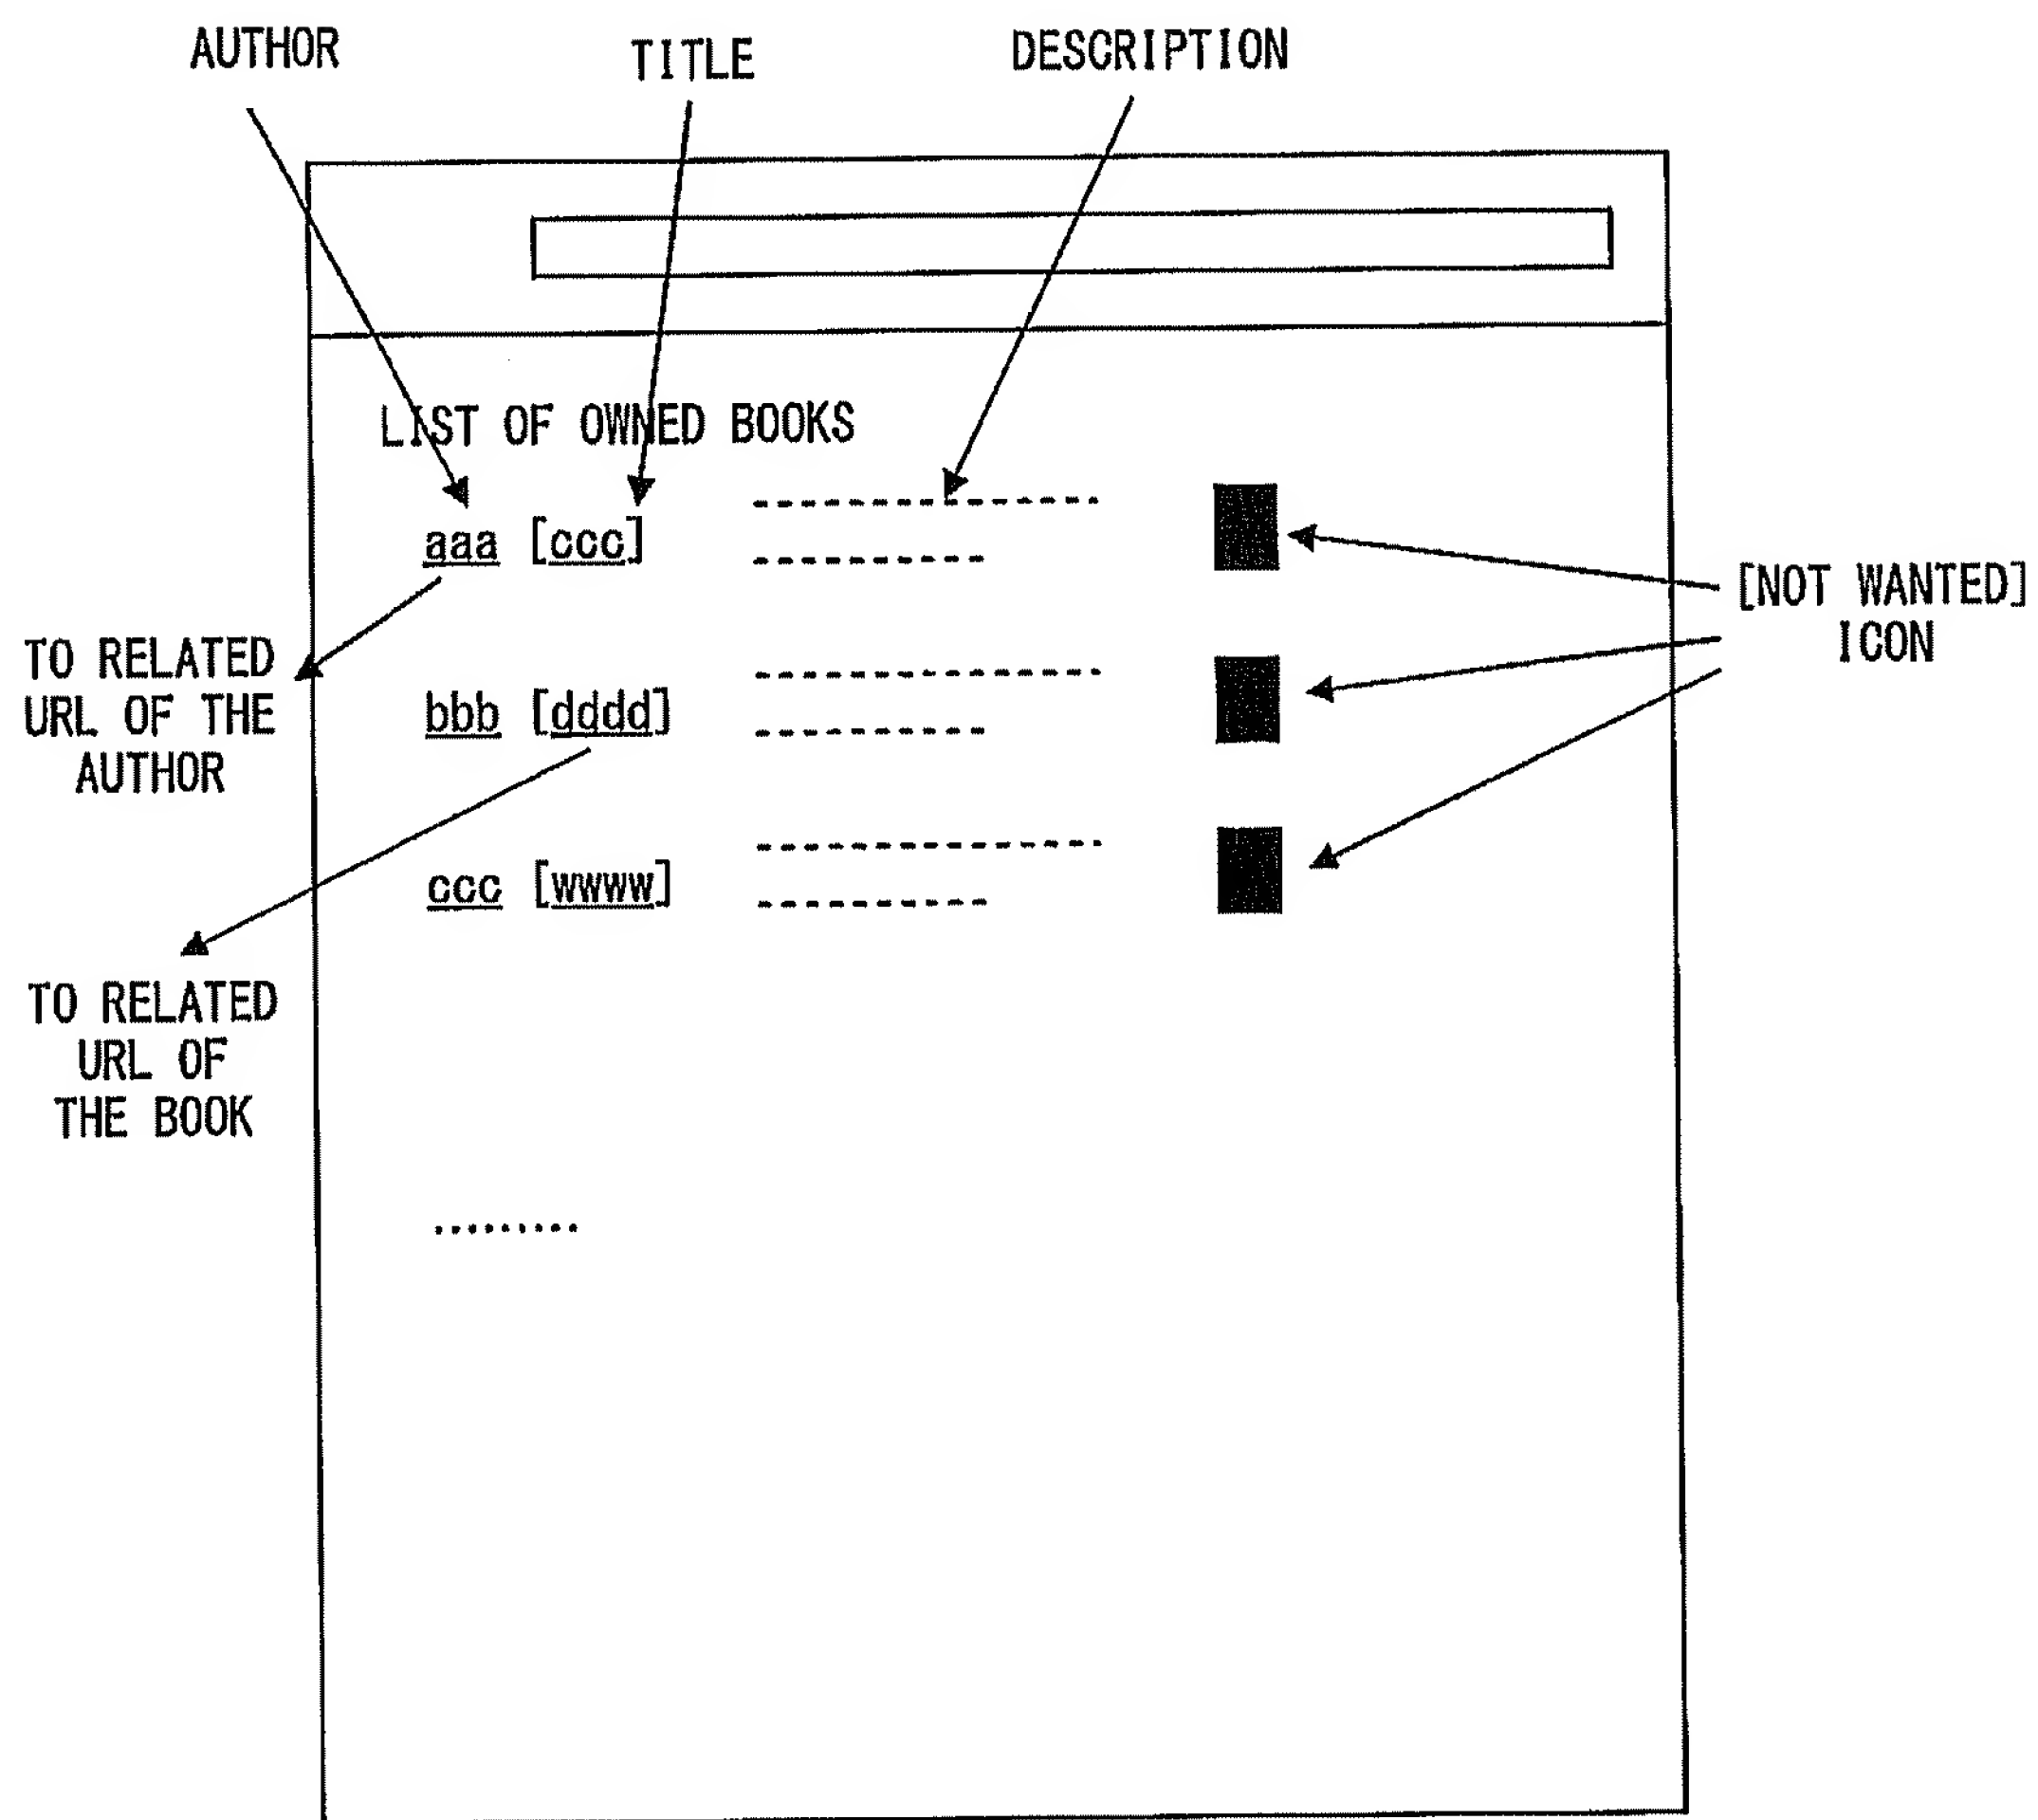 AUTHOR
TITLE
DESCRIPTION
LIST OF OWNED BOOKS
aaa [ccc]
[NOT WANTED]
ICON
TO RELATED
URL OF THE
AUTHOR
bbb [dddd]
ccc [wwww]
TO RELATED
URL OF
THE BOOK